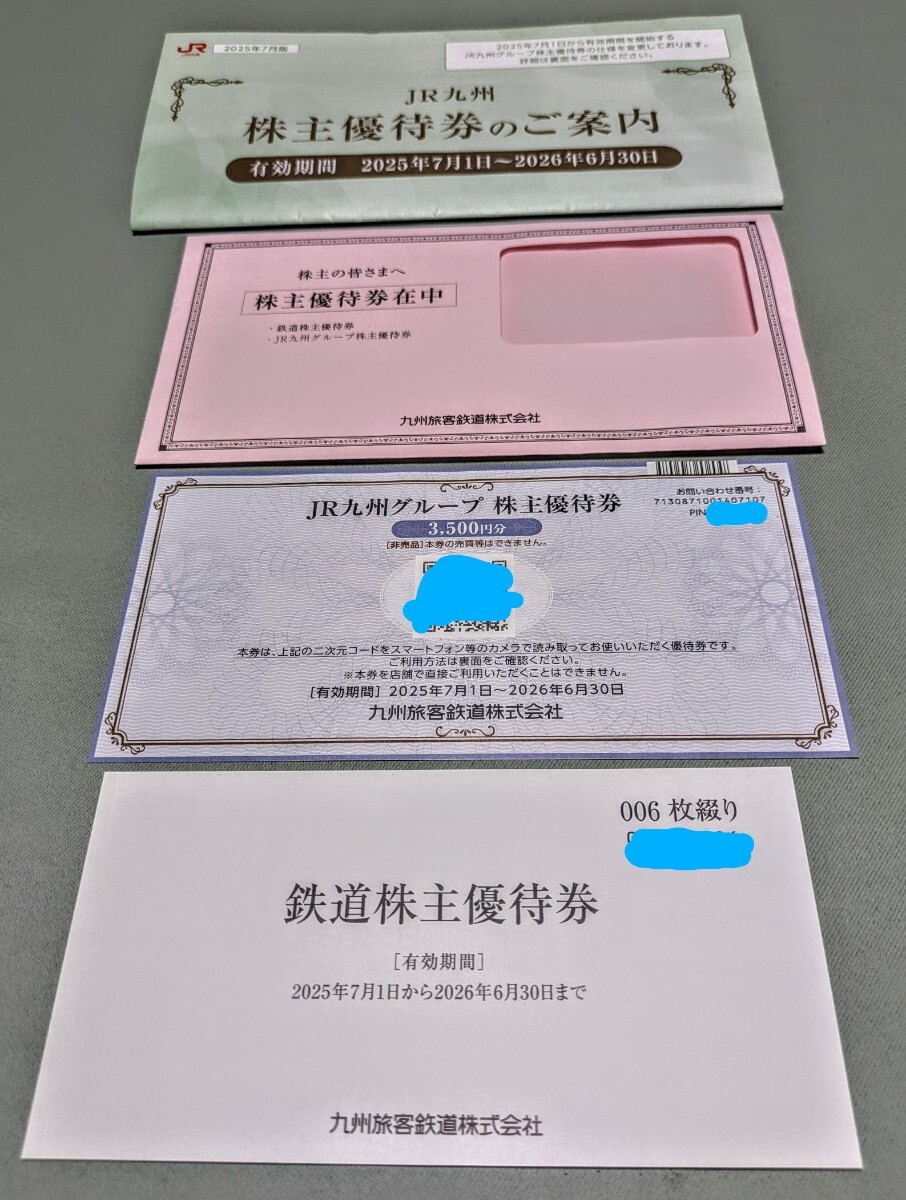 JR
2025年7月版
2025年7月1日から有効期間を開始する
JR九州グループ株主優待券の仕様を変更しております。
詳細は裏面をご確認ください。
JR九州
株主優待券のご案内
有効期間 2025年7月1日～2026年6月30日
株主の皆さまへ
株主優待券在中
・鉄道株主優待券
・JR九州グループ株主優待券
九州旅客鉄道株式会社
JR九州グループ 株主優待券
お問い合わせ番号：
7130871001407107
PIN
3,500円分
[非売品]本券の売買等はできません。
本券は、上記の二次元コードをスマートフォン等のカメラで読み取ってお使いいただく優待券です。
ご利用方法は裏面をご確認ください。
※本券を店舗で直接ご利用いただくことはできません。
[有効期間] 2025年7月1日～2026年6月30日
九州旅客鉄道株式会社
006 枚綴り
鉄道株主優待券
[有効期間]
2025年7月1日から2026年6月30日まで
九州旅客鉄道株式会社